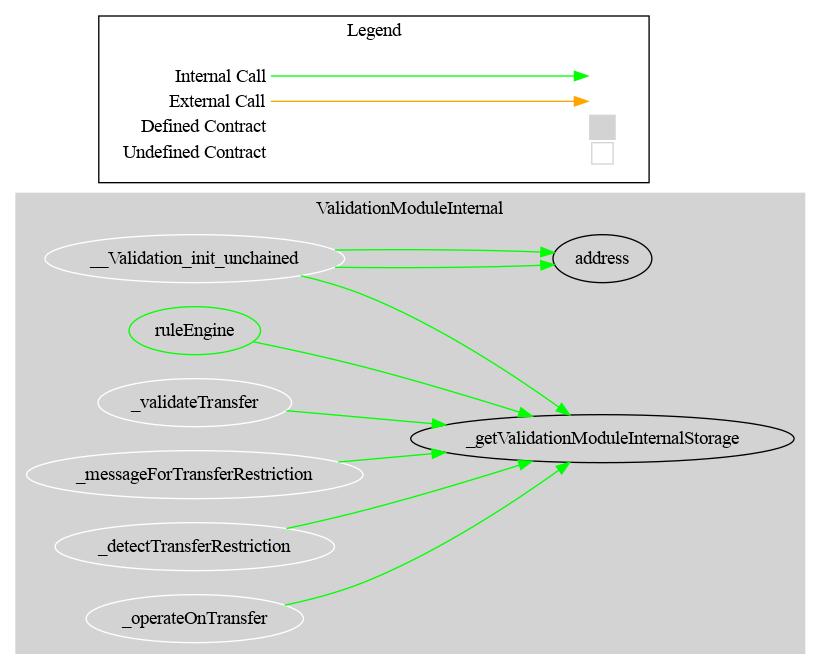 Legend
Internal Call
External Call
Defined Contract
Undefined Contract
ValidationModuleInternal
__Validation_init_unchained
address
ruleEngine
_validateTransfer
_getValidationModuleInternalStorage
_messageForTransferRestriction
_detectTransferRestriction
_operateOnTransfer